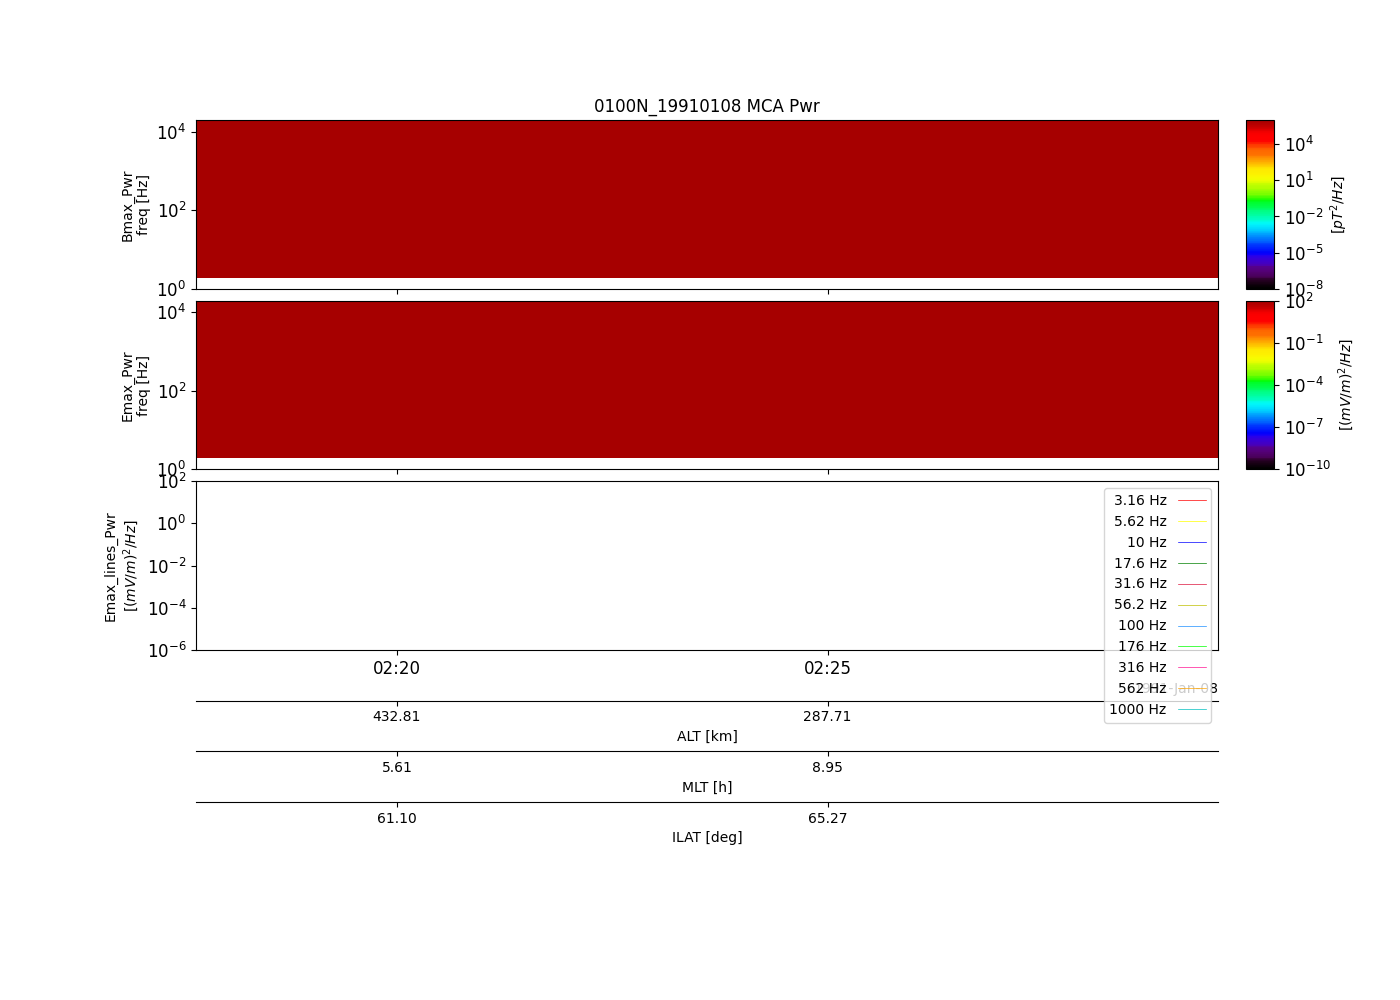 0100N_19910108 MCA Pwr
Bmax_Pwr
freq [Hz]
10^4
10^2
10^0
10^4
10^1
10^-2
10^-5
10^-8
[pT^2/Hz]
Emax_Pwr
freq [Hz]
10^4
10^2
10^0
10^2
10^-1
10^-4
10^-7
10^-10
[(mV/m)^2/Hz]
Emax_lines_Pwr
[(mV/m)^2/Hz]
10^2
10^0
10^-2
10^-4
10^-6
3.16 Hz
5.62 Hz
10 Hz
17.6 Hz
31.6 Hz
56.2 Hz
100 Hz
176 Hz
316 Hz
562 Hz
1000 Hz
02:20 02:25
-Jan-08
432.81 287.71
ALT [km]
5.61 8.95
MLT [h]
61.10 65.27
ILAT [deg]